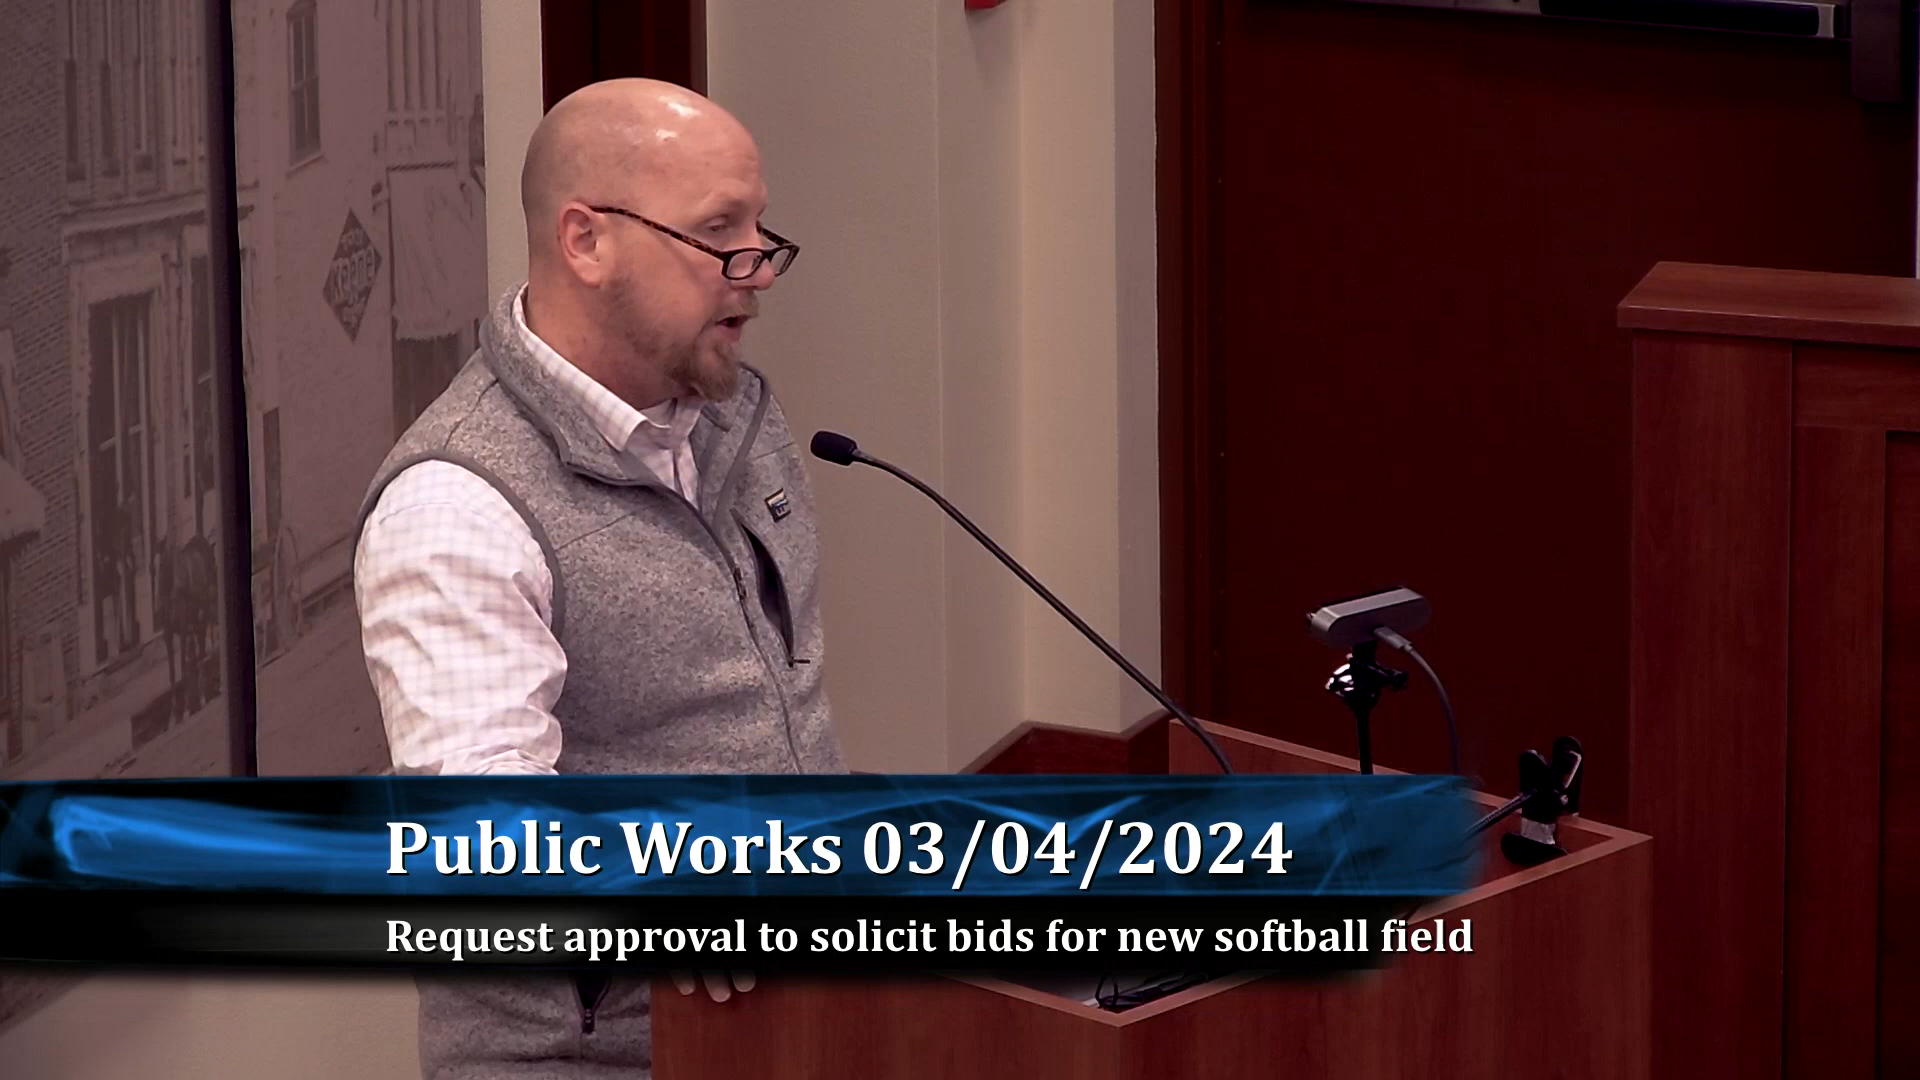 Public Works 03/04/2024
Request approval to solicit bids for new softball field